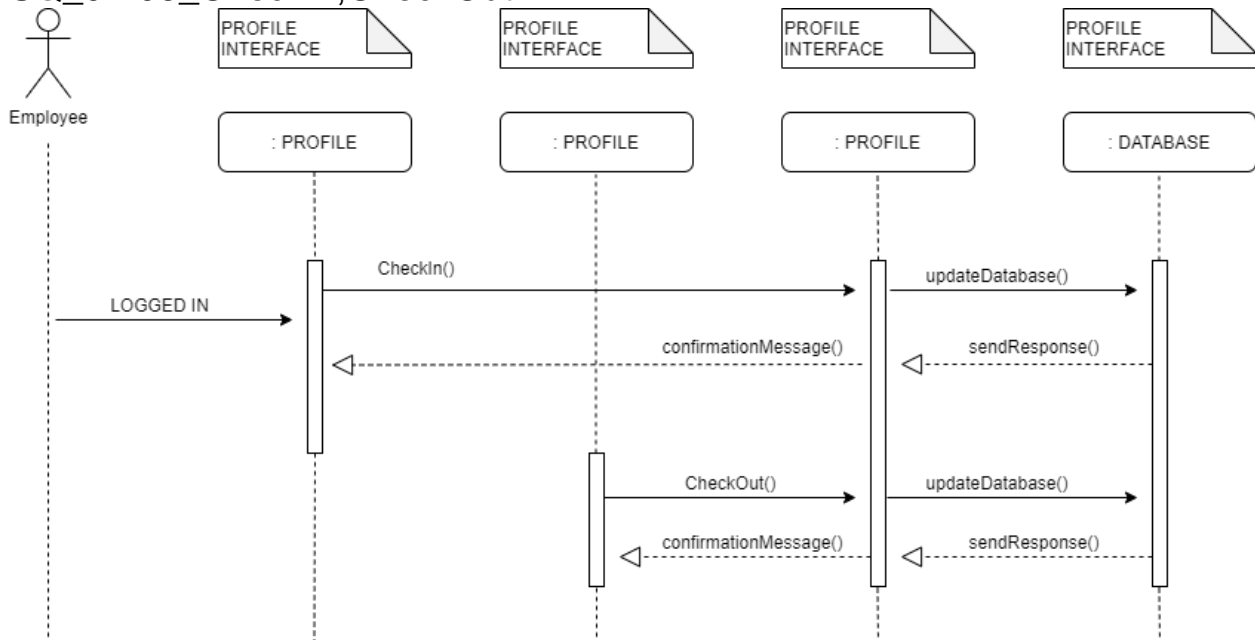 PROFILE
INTERFACE
PROFILE
INTERFACE
PROFILE
INTERFACE
PROFILE
INTERFACE
Employee
: PROFILE
: PROFILE
: PROFILE
: DATABASE
CheckIn()
updateDatabase()
LOGGED IN
confirmationMessage()
sendResponse()
CheckOut()
updateDatabase()
confirmationMessage()
sendResponse()